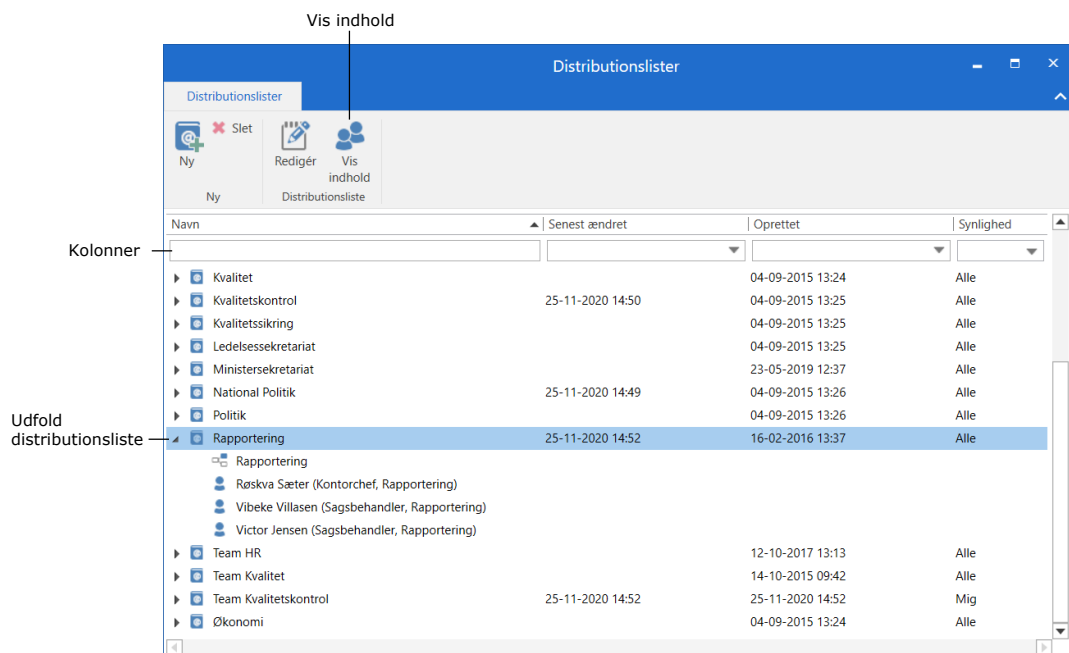 Vis indhold
Distributionslister
Distributionslister
Slet
Ny
Redigér
Vis
indhold
Ny
Distributionsliste
Navn Senest ændret Oprettet Synlighed
Kolonner
Kvalitet 04-09-2015 13:24 Alle
Kvalitetskontrol 25-11-2020 14:50 04-09-2015 13:25 Alle
Kvalitetssikring 04-09-2015 13:25 Alle
Ledelsessekretariat 04-09-2015 13:25 Alle
Ministersekretariat 23-05-2019 12:37 Alle
National Politik 25-11-2020 14:49 04-09-2015 13:26 Alle
Politik 04-09-2015 13:26 Alle
Udfold
distributionsliste
Rapportering 25-11-2020 14:52 16-02-2016 13:37 Alle
Rapportering
Røskva Sæter (Kontorchef, Rapportering)
Vibeke Villasen (Sagsbehandler, Rapportering)
Victor Jensen (Sagsbehandler, Rapportering)
Team HR 12-10-2017 13:13 Alle
Team Kvalitet 14-10-2015 09:42 Alle
Team Kvalitetskontrol 25-11-2020 14:52 25-11-2020 14:52 Mig
Økonomi 04-09-2015 13:24 Alle